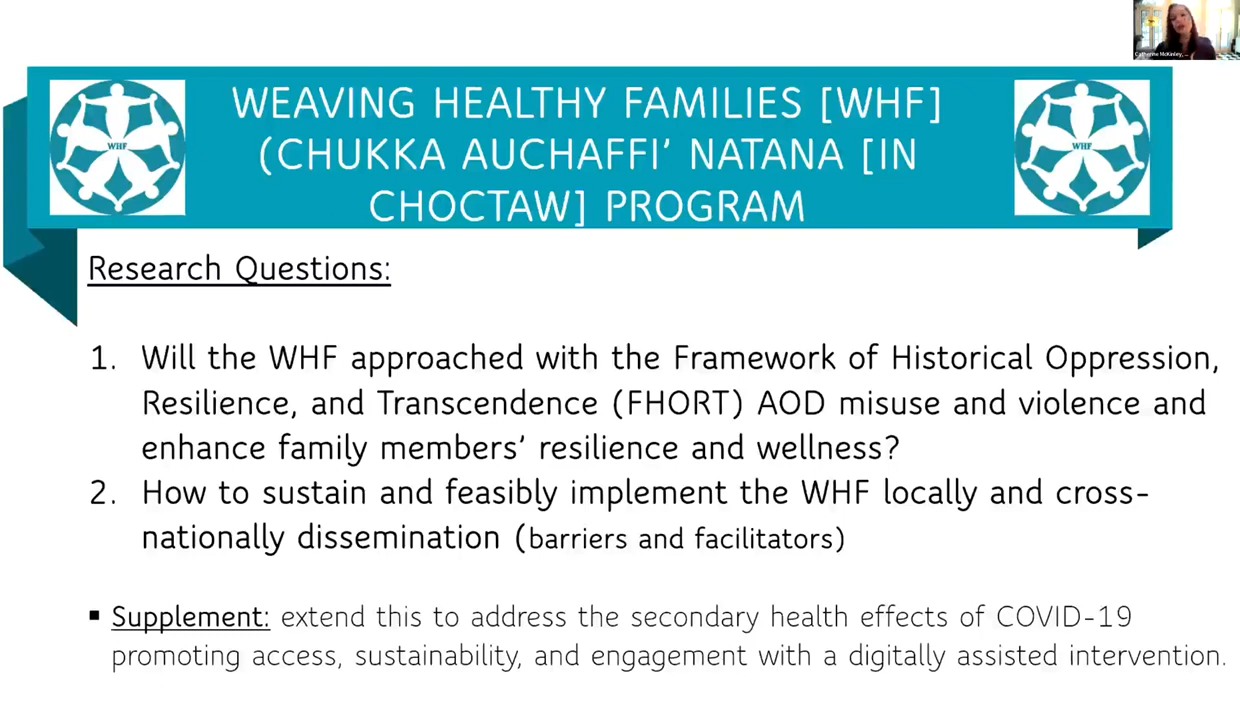 Catherine McKinley, ...
WEAVING HEALTHY FAMILIES [WHF]
(CHUKKA AUCHAFFI’ NATANA [IN
CHOCTAW] PROGRAM
WHF
WHF
Research Questions:
1. Will the WHF approached with the Framework of Historical Oppression,
Resilience, and Transcendence (FHORT) AOD misuse and violence and
enhance family members’ resilience and wellness?
2. How to sustain and feasibly implement the WHF locally and cross-
nationally dissemination (barriers and facilitators)
▪ Supplement: extend this to address the secondary health effects of COVID-19
promoting access, sustainability, and engagement with a digitally assisted intervention.